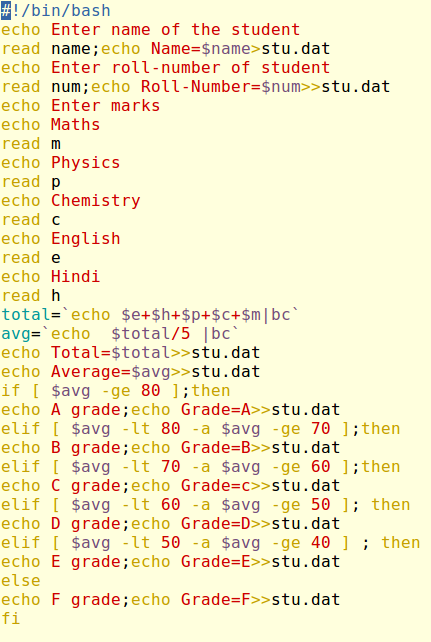 #!/bin/bash
echo Enter name of the student
read name;echo Name=$name>stu.dat
echo Enter roll-number of student
read num;echo Roll-Number=$num>>stu.dat
echo Enter marks
echo Maths
read m
echo Physics
read p
echo Chemistry
read c
echo English
read e
echo Hindi
read h
total=`echo $e+$h+$p+$c+$m|bc`
avg=`echo  $total/5 |bc`
echo Total=$total>>stu.dat
echo Average=$avg>>stu.dat
if [ $avg -ge 80 ];then
echo A grade;echo Grade=A>>stu.dat
elif [ $avg -lt 80 -a $avg -ge 70 ];then
echo B grade;echo Grade=B>>stu.dat
elif [ $avg -lt 70 -a $avg -ge 60 ];then
echo C grade;echo Grade=c>>stu.dat
elif [ $avg -lt 60 -a $avg -ge 50 ]; then
echo D grade;echo Grade=D>>stu.dat
elif [ $avg -lt 50 -a $avg -ge 40 ] ; then
echo E grade;echo Grade=E>>stu.dat
else
echo F grade;echo Grade=F>>stu.dat
fi